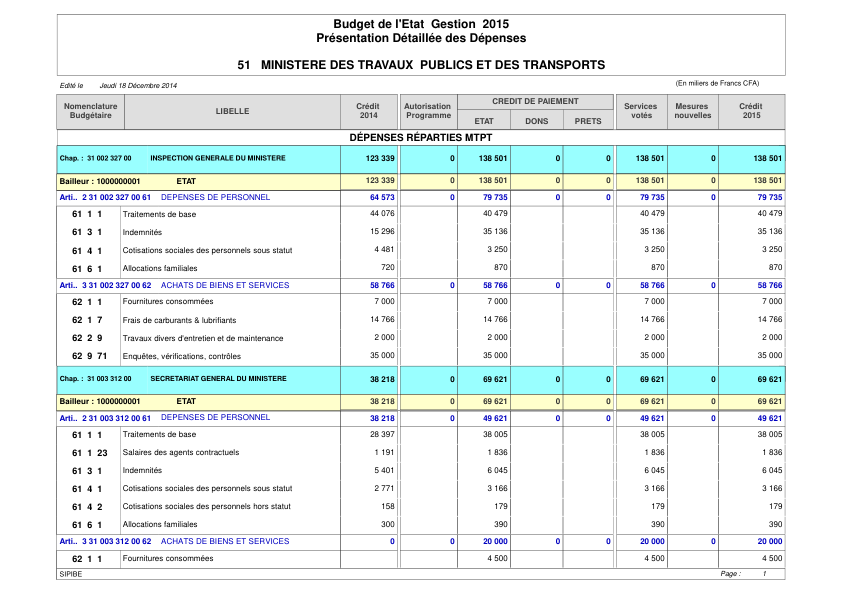 Budget de l'Etat Gestion 2015
Présentation Détaillée des Dépenses
51 MINISTERE DES TRAVAUX PUBLICS ET DES TRANSPORTS
Edité le Jeudi 18 Décembre 2014 (En miliers de Francs CFA)
Nomenclature Budgétaire LIBELLE Crédit 2014 Autorisation Programme CREDIT DE PAIEMENT ETAT DONS PRETS Services votés Mesures nouvelles Crédit 2015
DÉPENSES RÉPARTIES MTPT
Chap. : 31 002 327 00 INSPECTION GENERALE DU MINISTERE 123 339 0 138 501 0 0 138 501 0 138 501
Bailleur : 1000000001 ETAT 123 339 0 138 501 0 0 138 501 0 138 501
Arti.. 2 31 002 327 00 61 DEPENSES DE PERSONNEL 64 573 0 79 735 0 0 79 735 0 79 735
61 1 1 Traitements de base 44 076 40 479 40 479 40 479
61 3 1 Indemnités 15 296 35 136 35 136 35 136
61 4 1 Cotisations sociales des personnels sous statut 4 481 3 250 3 250 3 250
61 6 1 Allocations familiales 720 870 870 870
Arti.. 3 31 002 327 00 62 ACHATS DE BIENS ET SERVICES 58 766 0 58 766 0 0 58 766 0 58 766
62 1 1 Fournitures consommées 7 000 7 000 7 000 7 000
62 1 7 Frais de carburants & lubrifiants 14 766 14 766 14 766 14 766
62 2 9 Travaux divers d'entretien et de maintenance 2 000 2 000 2 000 2 000
62 9 71 Enquêtes, vérifications, contrôles 35 000 35 000 35 000 35 000
Chap. : 31 003 312 00 SECRETARIAT GENERAL DU MINISTERE 38 218 0 69 621 0 0 69 621 0 69 621
Bailleur : 1000000001 ETAT 38 218 0 69 621 0 0 69 621 0 69 621
Arti.. 2 31 003 312 00 61 DEPENSES DE PERSONNEL 38 218 0 49 621 0 0 49 621 0 49 621
61 1 1 Traitements de base 28 397 38 005 38 005 38 005
61 1 23 Salaires des agents contractuels 1 191 1 836 1 836 1 836
61 3 1 Indemnités 5 401 6 045 6 045 6 045
61 4 1 Cotisations sociales des personnels sous statut 2 771 3 166 3 166 3 166
61 4 2 Cotisations sociales des personnels hors statut 158 179 179 179
61 6 1 Allocations familiales 300 390 390 390
Arti.. 3 31 003 312 00 62 ACHATS DE BIENS ET SERVICES 0 0 20 000 0 0 20 000 0 20 000
62 1 1 Fournitures consommées 4 500 4 500 4 500
SIPIBE Page : 1